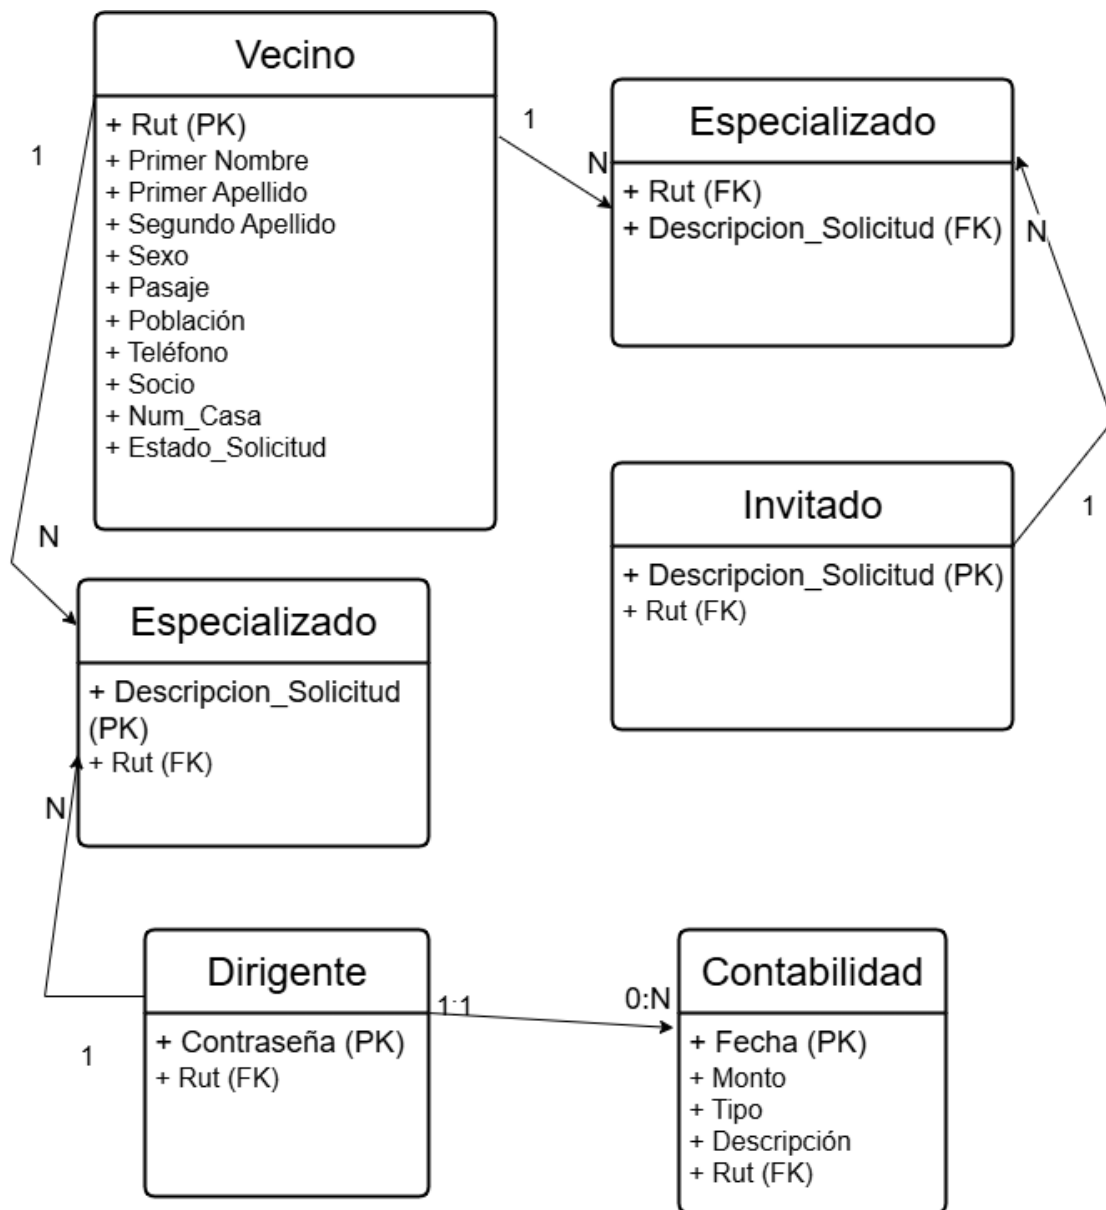 Vecino
+ Rut (PK)
+ Primer Nombre
+ Primer Apellido
+ Segundo Apellido
+ Sexo
+ Pasaje
+ Población
+ Teléfono
+ Socio
+ Num_Casa
+ Estado_Solicitud
1
N
1
N
Especializado
+ Rut (FK)
+ Descripcion_Solicitud (FK)
N
1
Invitado
+ Descripcion_Solicitud (PK)
+ Rut (FK)
Especializado
+ Descripcion_Solicitud
(PK)
+ Rut (FK)
N
1
Dirigente
+ Contraseña (PK)
+ Rut (FK)
1:1
0:N
Contabilidad
+ Fecha (PK)
+ Monto
+ Tipo
+ Descripción
+ Rut (FK)